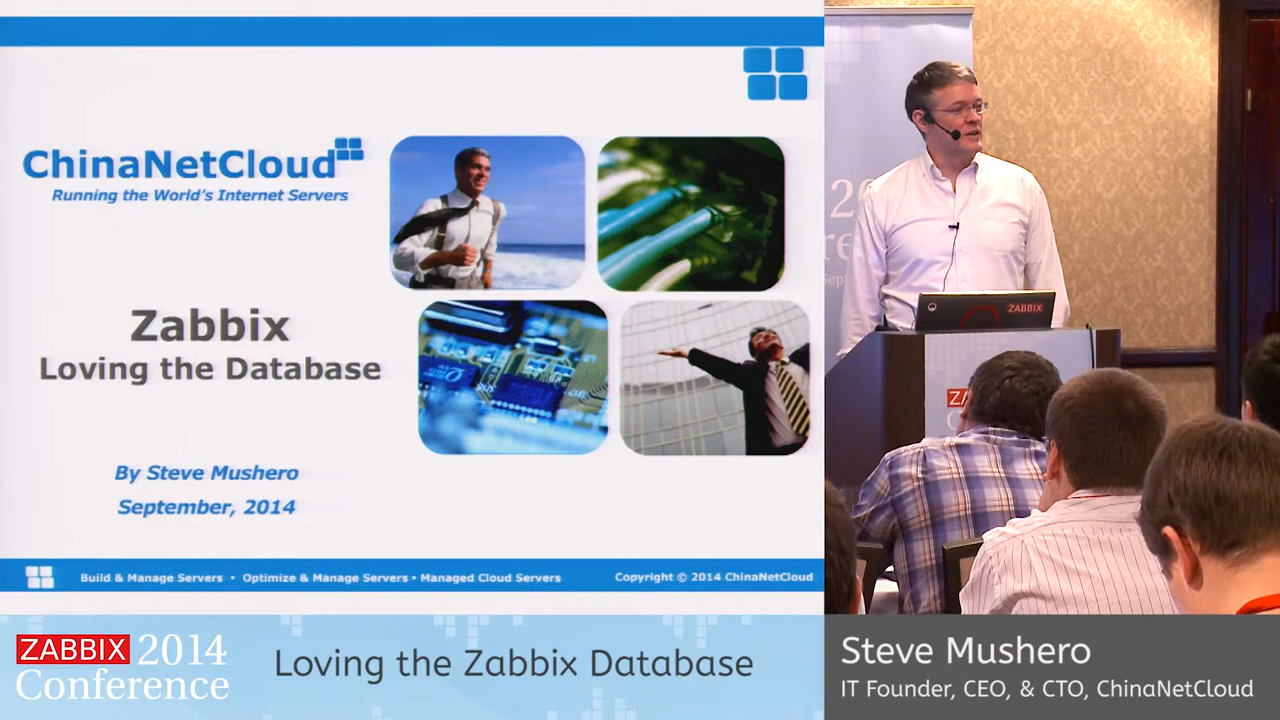 ChinaNetCloud
Running the World's Internet Servers
Zabbix
Loving the Database
By Steve Mushero
September, 2014
Build & Manage Servers • Optimize & Manage Servers • Managed Cloud Servers
Copyright © 2014 ChinaNetCloud
ZABBIX
ZABBIX 2014
Conference
Loving the Zabbix Database
Steve Mushero
IT Founder, CEO, & CTO, ChinaNetCloud